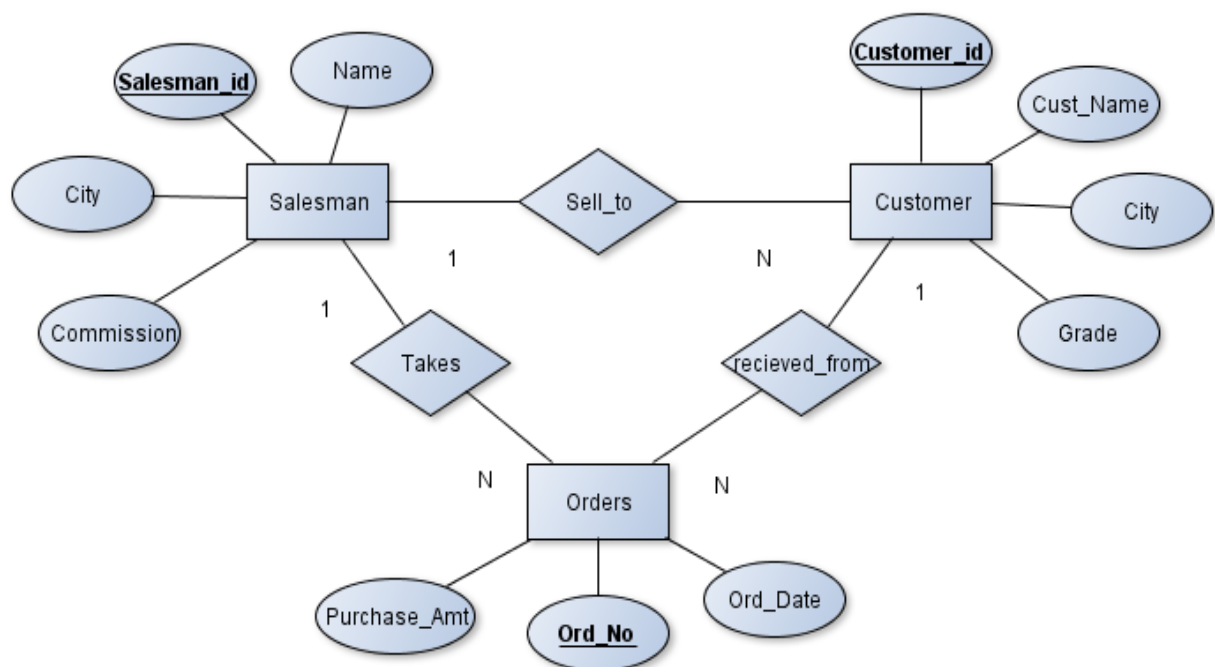 Customer_id
Name
Salesman_id
Cust_Name
City
Salesman
Sell_to
Customer
City
1
N
1
1
Commission
Takes
recieved_from
Grade
N
N
Orders
Purchase_Amt
Ord_No
Ord_Date